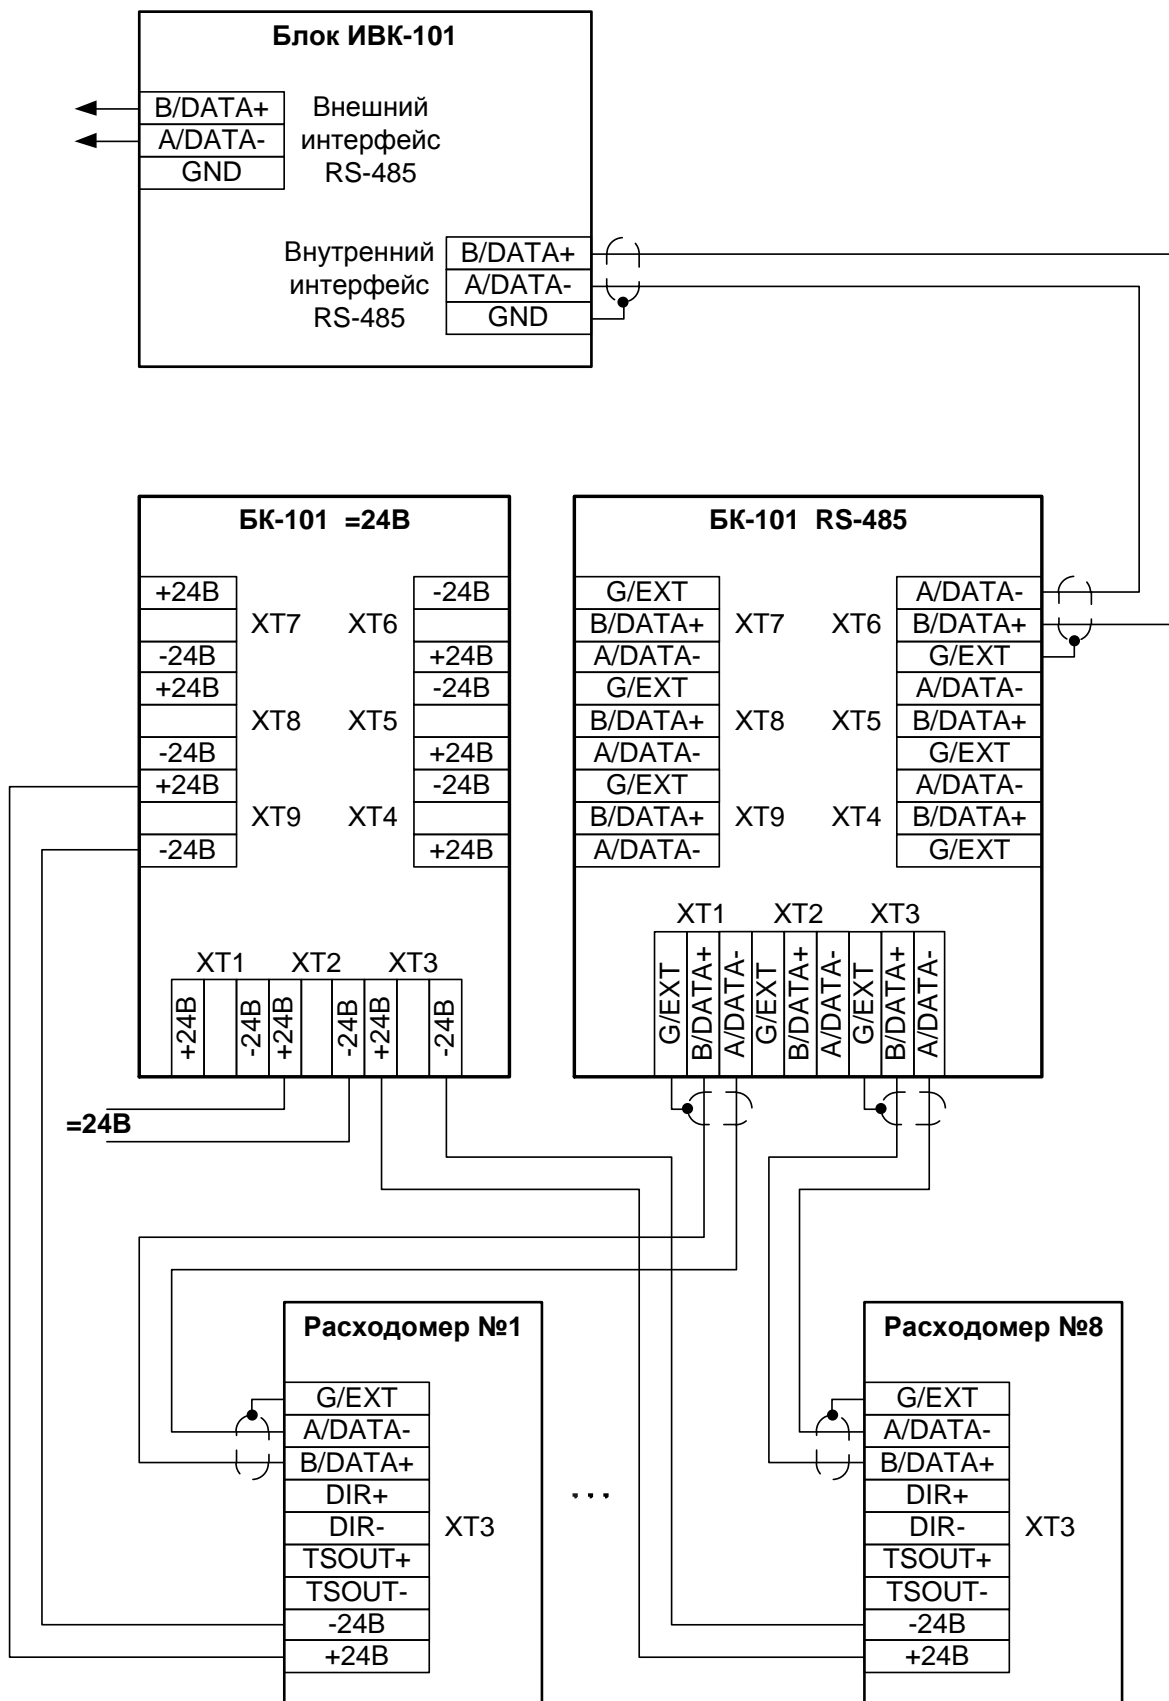 Блок ИВК-101
B/DATA+
A/DATA-
GND
Внешний
интерфейс
RS-485
Внутренний
интерфейс
RS-485
B/DATA+
A/DATA-
GND
БК-101 =24В
+24В
-24В
+24В
-24В
+24В
-24В
XT7
XT8
XT9
XT6
XT5
XT4
-24В
+24В
-24В
+24В
-24В
+24В
XT1 XT2 XT3
+24В
-24В
+24В
-24В
+24В
-24В
=24В
БК-101 RS-485
G/EXT
B/DATA+
A/DATA-
G/EXT
B/DATA+
A/DATA-
G/EXT
B/DATA+
A/DATA-
XT7
XT8
XT9
XT6
XT5
XT4
A/DATA-
B/DATA+
G/EXT
A/DATA-
B/DATA+
G/EXT
A/DATA-
B/DATA+
G/EXT
XT1 XT2 XT3
G/EXT
B/DATA+
A/DATA-
G/EXT
B/DATA+
A/DATA-
G/EXT
B/DATA+
A/DATA-
Расходомер №1
G/EXT
A/DATA-
B/DATA+
DIR+
DIR-
TSOUT+
TSOUT-
-24В
+24В
XT3
...
Расходомер №8
G/EXT
A/DATA-
B/DATA+
DIR+
DIR-
TSOUT+
TSOUT-
-24В
+24В
XT3